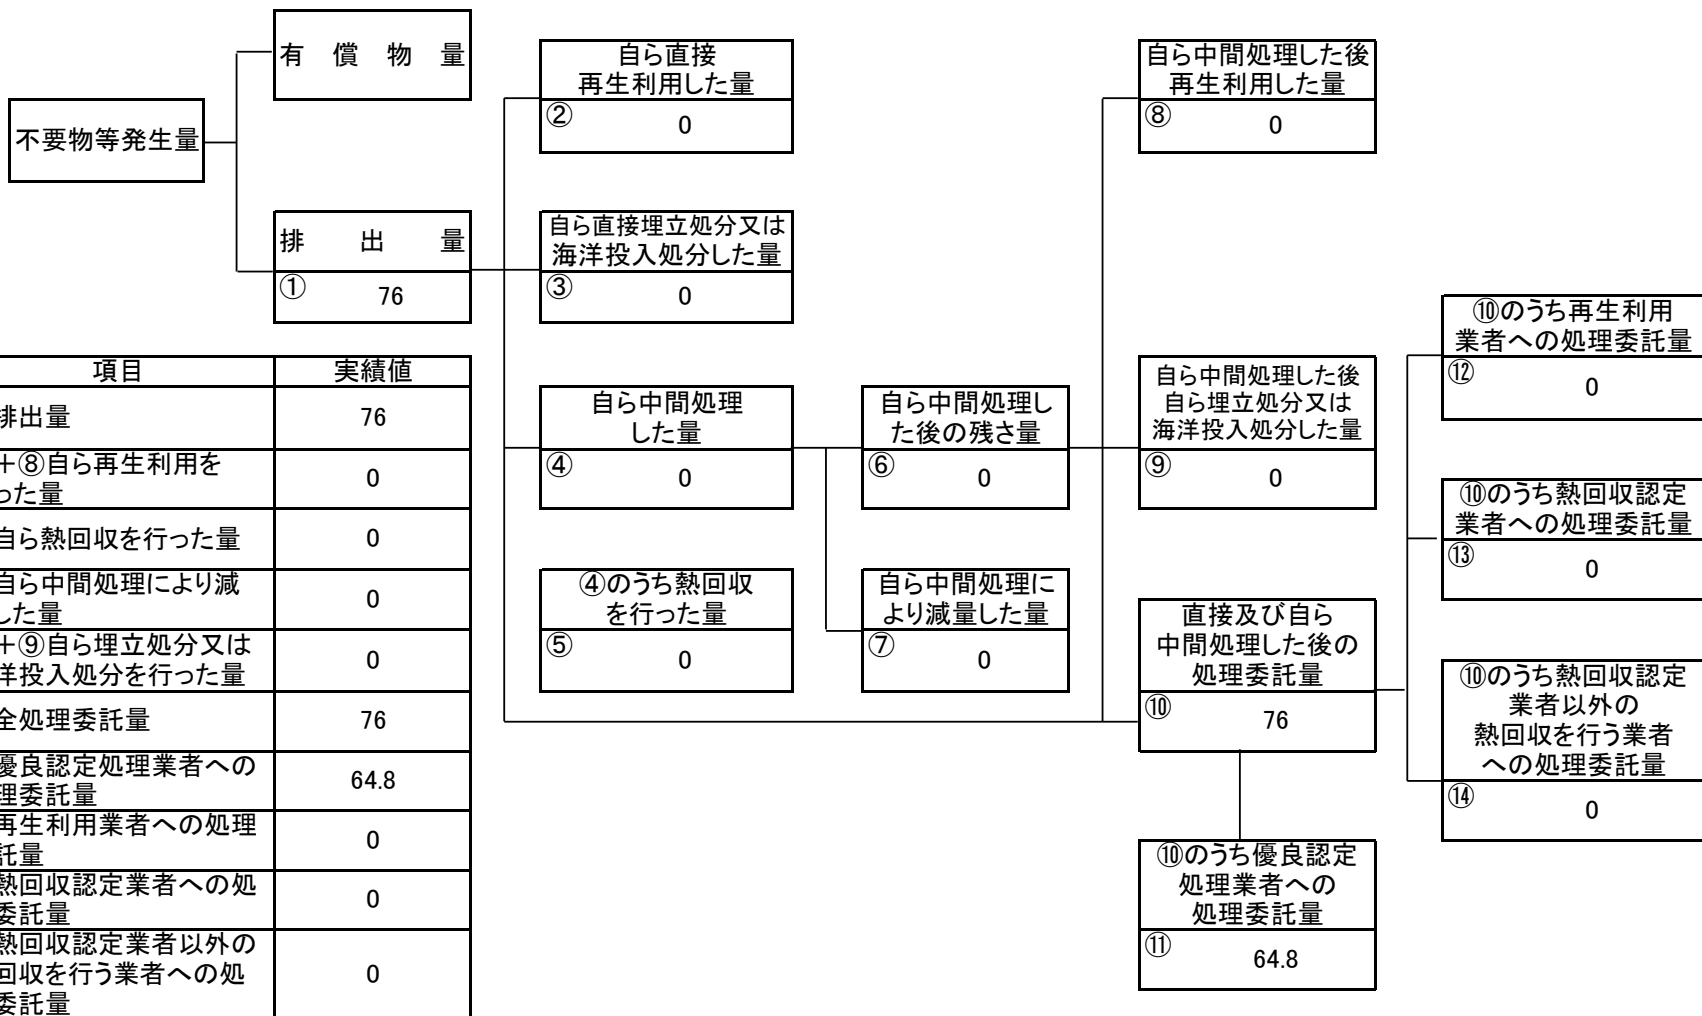 有償物量
不要物等発生量
排出量
①
76
自ら直接
再生利用した量
②
0
自ら直接埋立処分又は
海洋投入処分した量
③
0
自ら中間処理
した量
④
0
④のうち熱回収
を行った量
⑤
0
自ら中間処理し
た後の残さ量
⑥
0
自ら中間処理に
より減量した量
⑦
0
自ら中間処理した後
再生利用した量
⑧
0
自ら中間処理した後
自ら埋立処分又は
海洋投入処分した量
⑨
0
直接及び自ら
中間処理した後の
処理委託量
⑩
76
⑩のうち優良認定
処理業者への
処理委託量
⑪
64.8
⑩のうち再生利用
業者への処理委託量
⑫
0
⑩のうち熱回収認定
業者への処理委託量
⑬
0
⑩のうち熱回収認定
業者以外の
熱回収を行う業者
への処理委託量
⑭
0
項目 実績値
排出量 76
+⑧自ら再生利用を
った量
0
自ら熱回収を行った量 0
自ら中間処理により減
した量
0
+⑨自ら埋立処分又は
洋投入処分を行った量
0
全処理委託量 76
優良認定処理業者への
理委託量
64.8
再生利用業者への処理
託量
0
熱回収認定業者への処
委託量
0
熱回収認定業者以外の
回収を行う業者への処
委託量
0